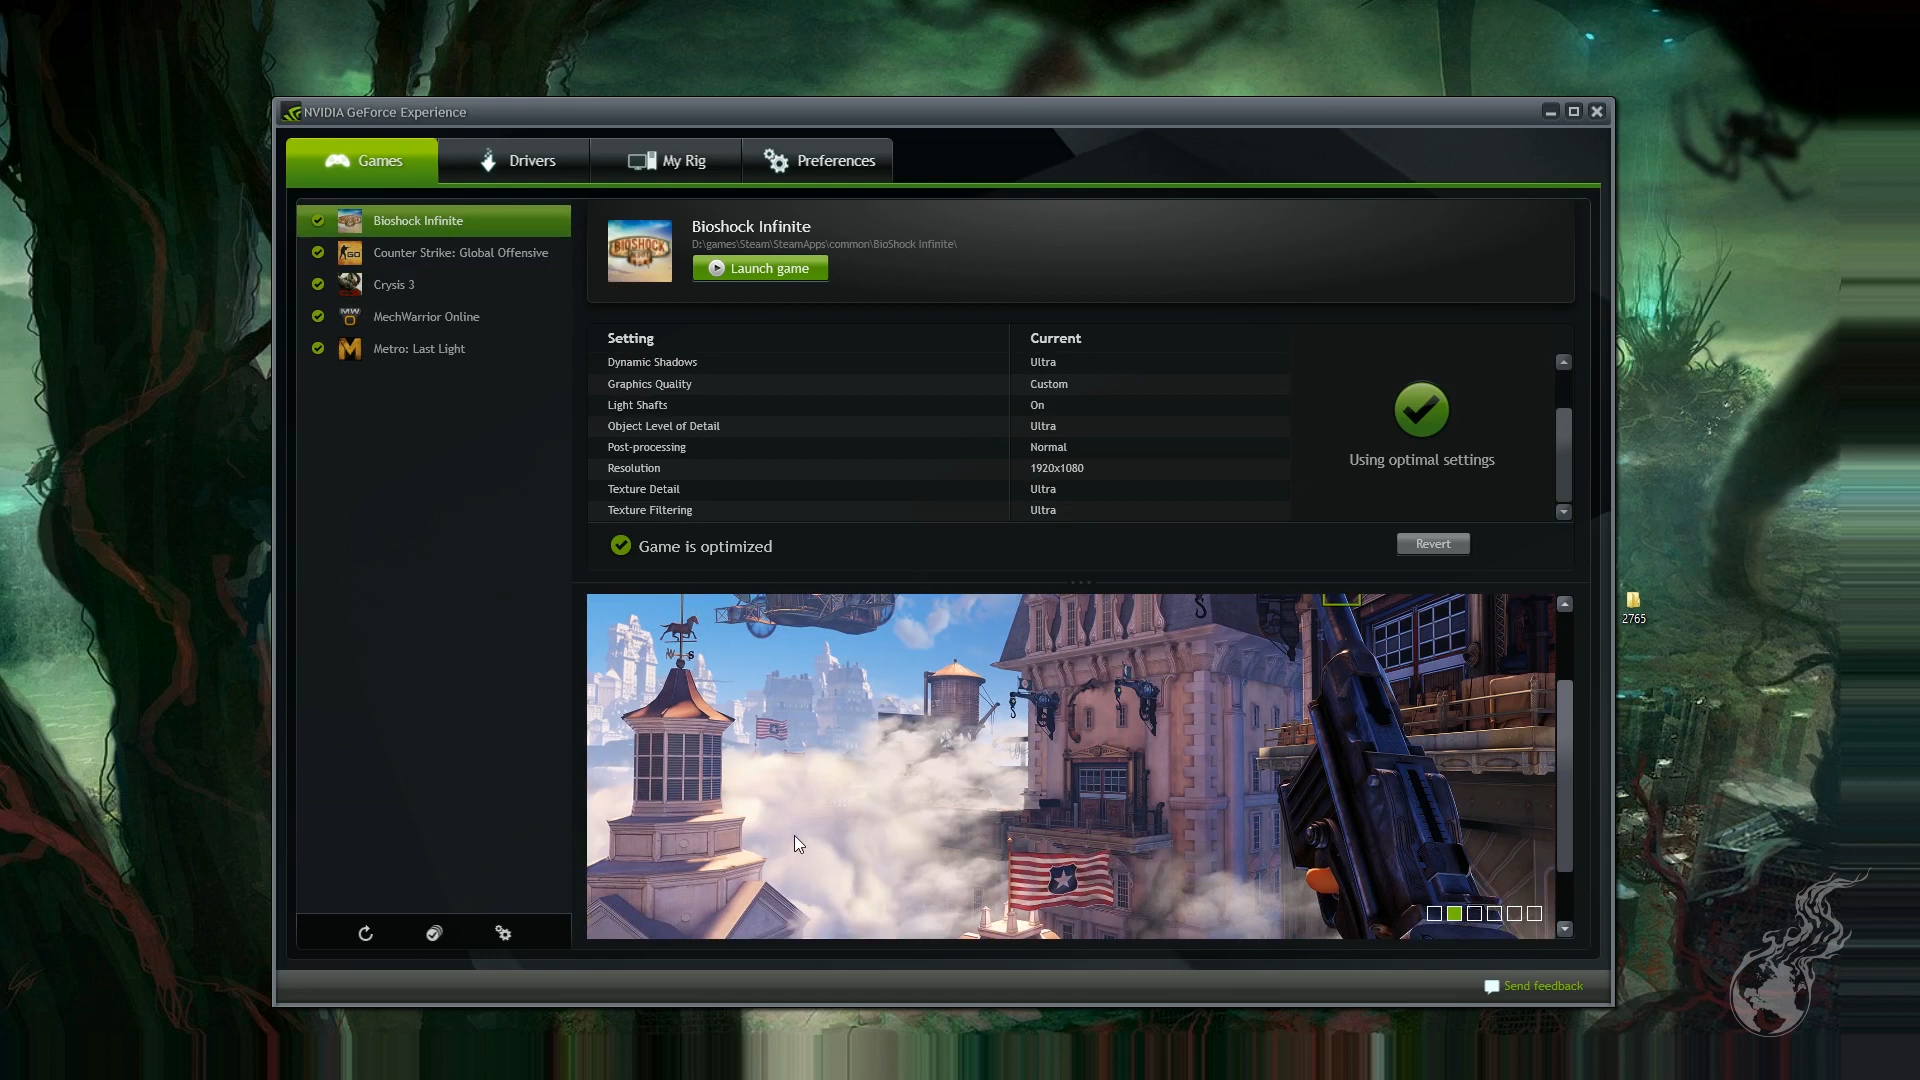 NVIDIA GeForce Experience
Games
Drivers
My Rig
Preferences
Bioshock Infinite
Counter Strike: Global Offensive
Crysis 3
MechWarrior Online
Metro: Last Light
BIOSHOCK
Bioshock Infinite
D:\games\Steam\SteamApps\common\BioShock Infinite\
Launch game
Setting Current
Dynamic Shadows Ultra
Graphics Quality Custom
Light Shafts On
Object Level of Detail Ultra
Post-processing Normal
Resolution 1920x1080
Texture Detail Ultra
Texture Filtering Ultra
Using optimal settings
Game is optimized
Revert
W S
2765
Send feedback